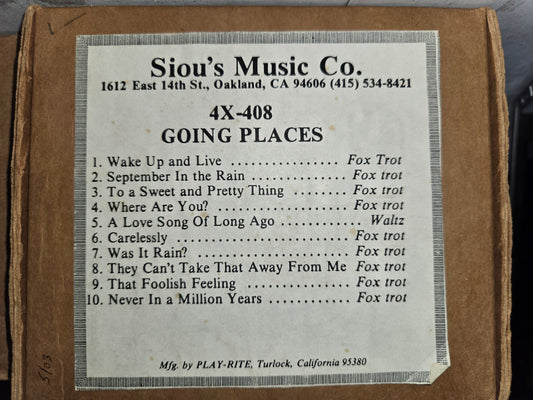 Siou's Music Co.
1612 East 14th St., Oakland, CA 94606 (415) 534-8421
4X-408
GOING PLACES
1. Wake Up and Live ................ Fox Trot
2. September In the Rain ......... Fox trot
3. To a Sweet and Pretty Thing ........ Fox trot
4. Where Are You? ................. Fox trot
5. A Love Song Of Long Ago ............ Waltz
6. Carelessly ........................ Fox trot
7. Was It Rain? ..................... Fox trot
8. They Can't Take That Away From Me Fox trot
9. That Foolish Feeling ............... Fox trot
10. Never In a Million Years ............ Fox trot
Mfg. by PLAY-RITE, Turlock, California 95380
5/03